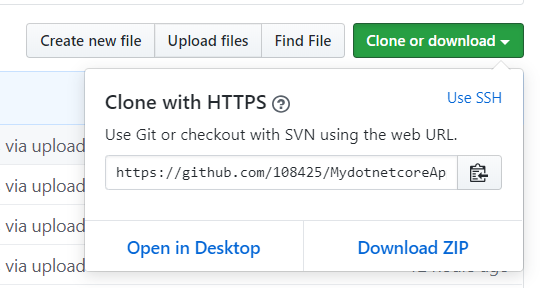 Create new file Upload files Find File Clone or download
Clone with HTTPS ? Use SSH
Use Git or checkout with SVN using the web URL.
via upload
https://github.com/108425/MydotnetcoreAp
via upload
via upload
Open in Desktop Download ZIP
via upload hours ago